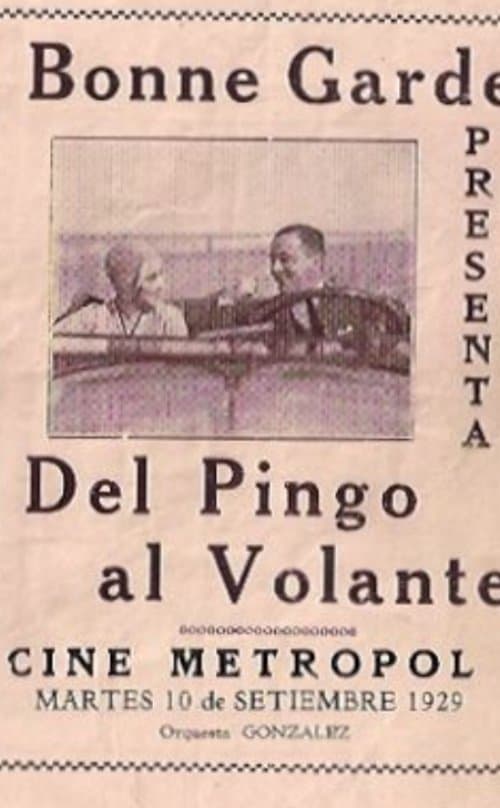 Bonne Garde
PRESENTA
Del Pingo
al Volante
CINE METROPOL
MARTES 10 de SETIEMBRE 1929
Orquesta GONZALEZ